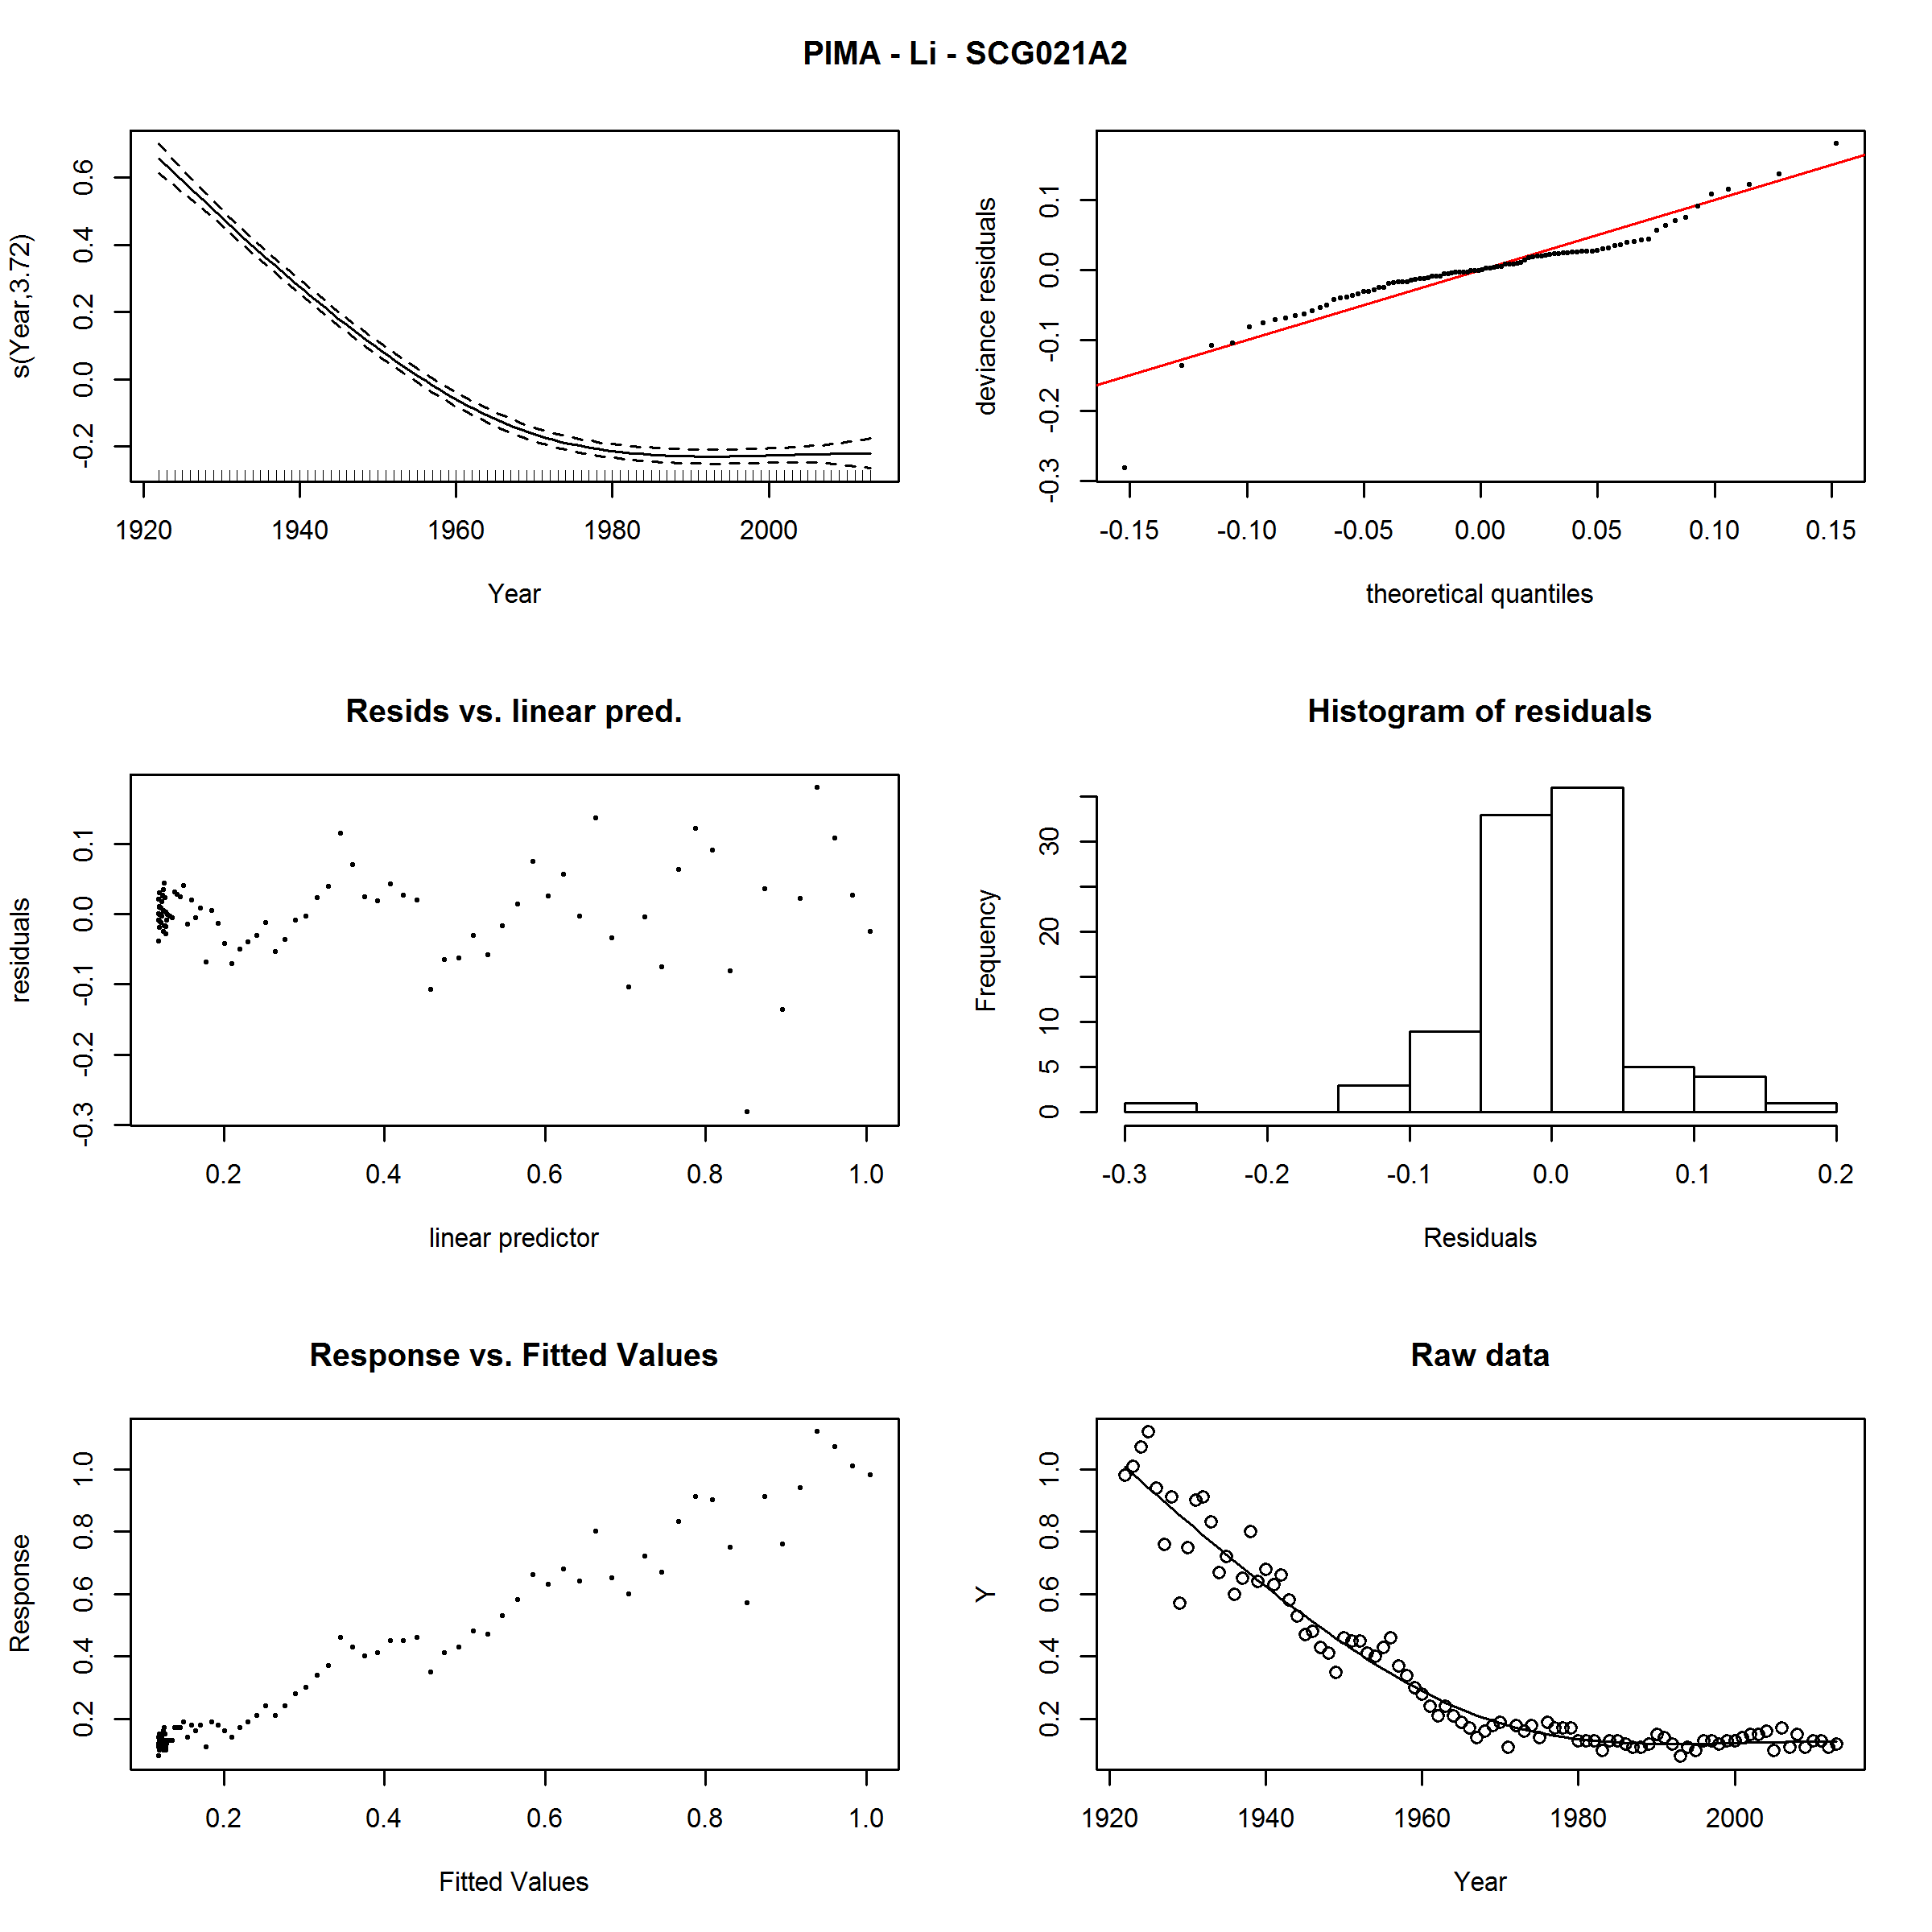 PIMA - Li - SCG021A2
s(Year,3.72)
0.6
0.4
0.2
0.0
-0.2
1920 1940 1960 1980 2000
Year
deviance residuals
0.1
0.0
-0.1
-0.2
-0.3
-0.15 -0.10 -0.05 0.00 0.05 0.10 0.15
theoretical quantiles
Resids vs. linear pred.
residuals
0.1
0.0
-0.1
-0.2
-0.3
0.2 0.4 0.6 0.8 1.0
linear predictor
Histogram of residuals
Frequency
30
20
10
5
0
-0.3 -0.2 -0.1 0.0 0.1 0.2
Residuals
Response vs. Fitted Values
Response
1.0
0.8
0.6
0.4
0.2
0.2 0.4 0.6 0.8 1.0
Fitted Values
Raw data
Y
1.0
0.8
0.6
0.4
0.2
1920 1940 1960 1980 2000
Year